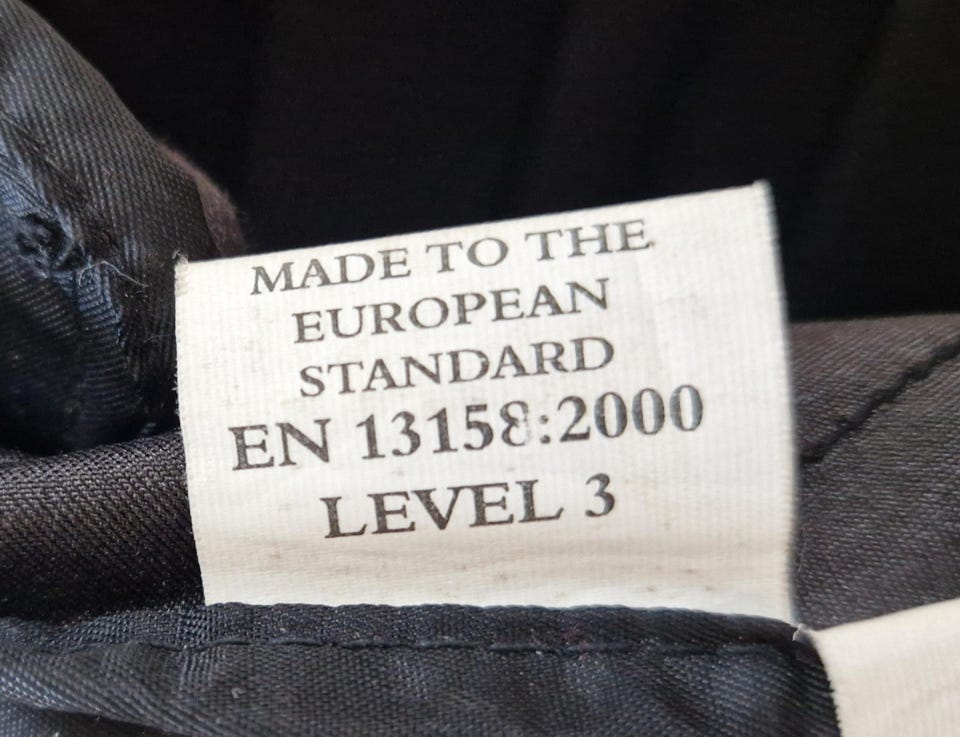 MADE TO THE
EUROPEAN
STANDARD
EN 13158:2000
LEVEL 3